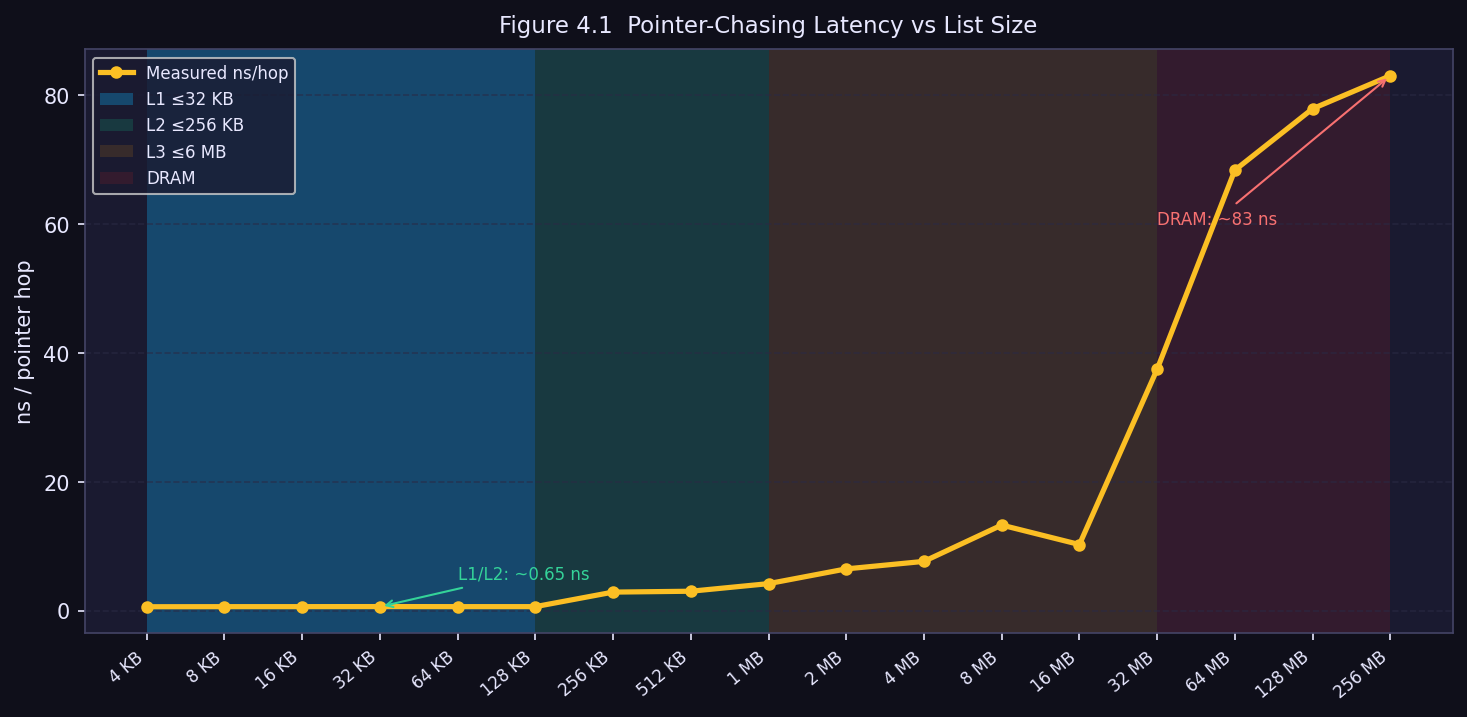 Figure 4.1 Pointer-Chasing Latency vs List Size
Measured ns/hop
L1 ≤32 KB
L2 ≤256 KB
L3 ≤6 MB
DRAM
ns / pointer hop
80
60
40
20
0
DRAM: ~83 ns
L1/L2: ~0.65 ns
4 KB
8 KB
16 KB
32 KB
64 KB
128 KB
256 KB
512 KB
1 MB
2 MB
4 MB
8 MB
16 MB
32 MB
64 MB
128 MB
256 MB